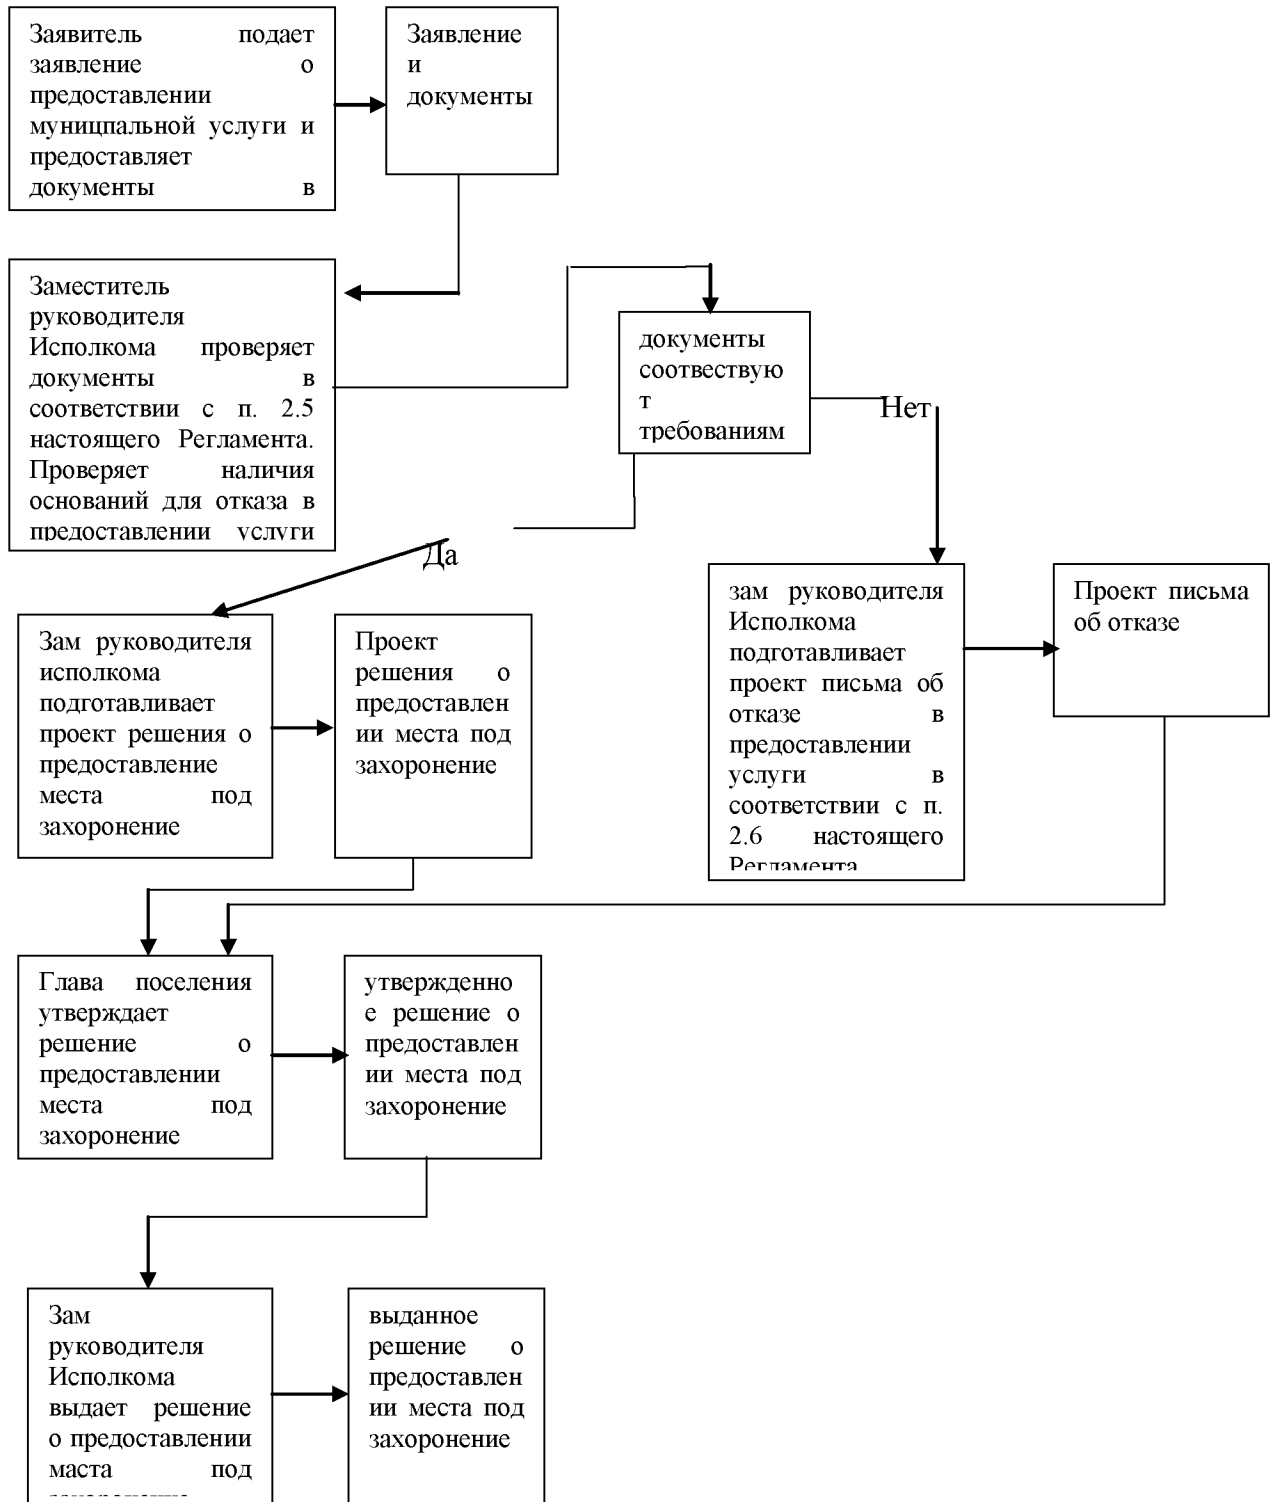 Заявитель подает
заявление о
предоставлении
муницпальной услуги и
предоставляет
документы в
Заявление
и
документы
Заместитель
руководителя
Исполкома проверяет
документы в
соответствии с п. 2.5
настоящего Регламента.
Проверяет наличия
оснований для отказа в
предоставлении услуги
документы
соотвествую
т
требованиям
Нет
Да
Зам руководителя
исполкома
подготавливает
проект решения о
предоставление
места под
захоронение
Проект
решения о
предоставлен
ии места под
захоронение
зам руководителя
Исполкома
подготавливает
проект письма об
отказе в
предоставлении
услуги в
соответствии с п.
2.6 настоящего
Регламента
Проект письма
об отказе
Глава поселения
утверждает
решение о
предоставлении
места под
захоронение
утвержденно
е решение о
предоставлен
ии места под
захоронение
Зам
руководителя
Исполкома
выдает решение
о предоставлении
маста под
выданное
решение о
предоставлен
ии места под
захоронение